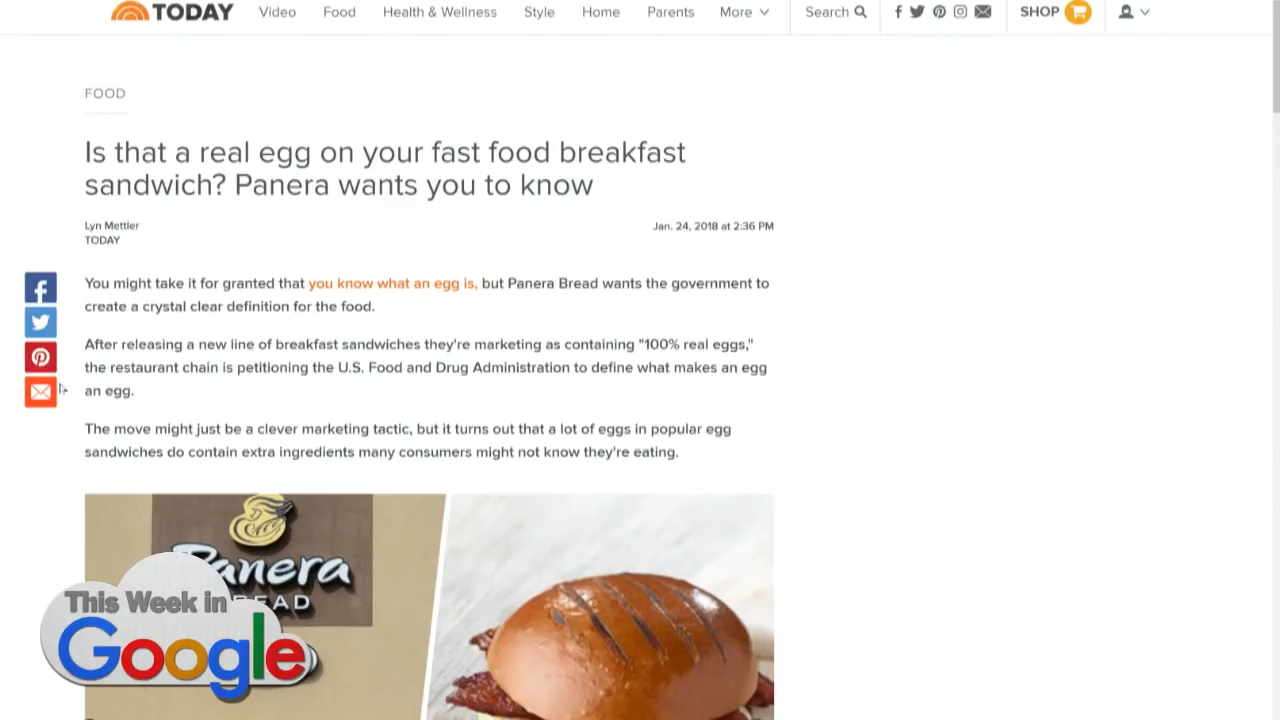 TODAY Video Food Health & Wellness Style Home Parents More Search SHOP
FOOD
Is that a real egg on your fast food breakfast
sandwich? Panera wants you to know
Lyn Mettler Jan. 24, 2018 at 2:36 PM
TODAY
You might take it for granted that you know what an egg is, but Panera Bread wants the government to
create a crystal clear definition for the food.
After releasing a new line of breakfast sandwiches they're marketing as containing "100% real eggs,"
the restaurant chain is petitioning the U.S. Food and Drug Administration to define what makes an egg
an egg.
The move might just be a clever marketing tactic, but it turns out that a lot of eggs in popular egg
sandwiches do contain extra ingredients many consumers might not know they're eating.
Panera
EAD
This Week in
Google